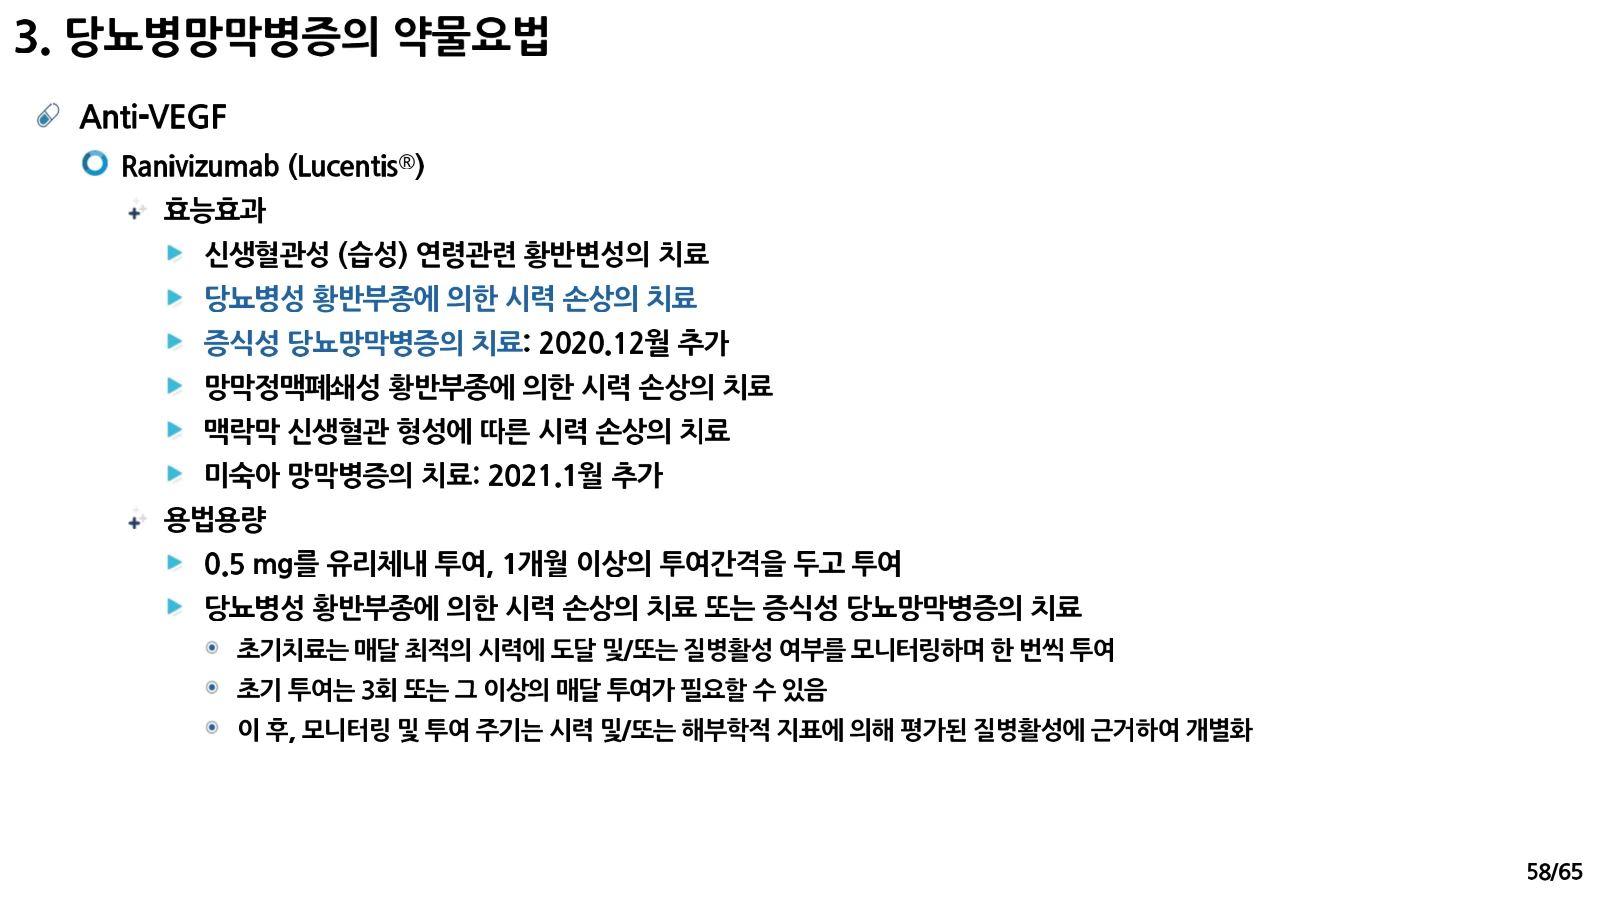 3. 당뇨병망막병증의 약물요법
Anti-VEGF
Ranivizumab (Lucentis®)
효능효과
신생혈관성 (습성) 연령관련 황반변성의 치료
당뇨병성 황반부종에 의한 시력 손상의 치료
증식성 당뇨망막병증의 치료: 2020.12월 추가
망막정맥폐쇄성 황반부종에 의한 시력 손상의 치료
맥락막 신생혈관 형성에 따른 시력 손상의 치료
미숙아 망막병증의 치료: 2021.1월 추가
용법용량
0.5 mg를 유리체내 투여, 1개월 이상의 투여간격을 두고 투여
당뇨병성 황반부종에 의한 시력 손상의 치료 또는 증식성 당뇨망막병증의 치료
초기치료는 매달 최적의 시력에 도달 및/또는 질병활성 여부를 모니터링하며 한 번씩 투여
초기 투여는 3회 또는 그 이상의 매달 투여가 필요할 수 있음
이 후, 모니터링 및 투여 주기는 시력 및/또는 해부학적 지표에 의해 평가된 질병활성에 근거하여 개별화
58/65